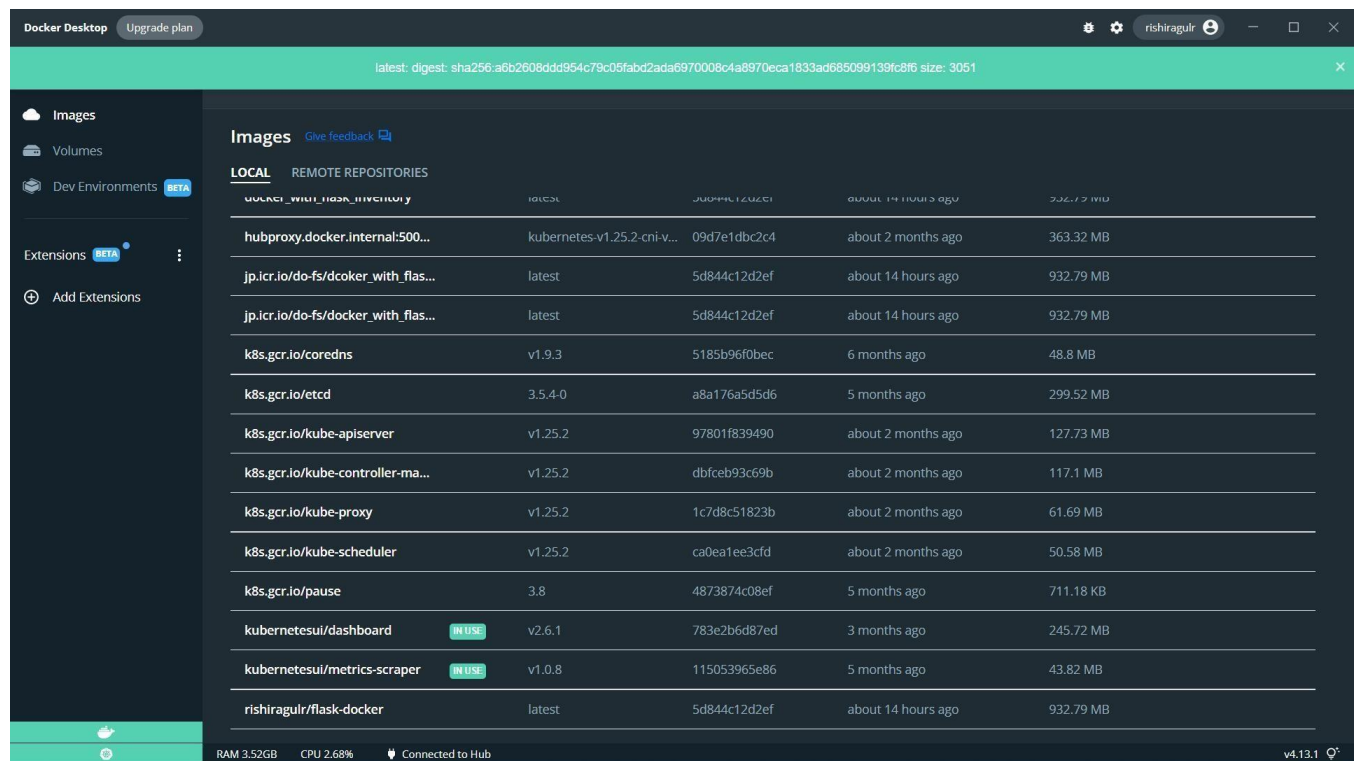 Docker Desktop Upgrade plan rishiragulr
latest: digest: sha256:a6b2608ddd954c79c05fabd2ada6970008c4a8970eca1833ad685099139fc8f6 size: 3051
Images
Volumes
Dev Environments BETA
Extensions BETA
Add Extensions
Images Give feedback
LOCAL REMOTE REPOSITORIES
docker_with_flask_inventory latest 5d844c12d2ef about 14 hours ago 932.79 MB
hubproxy.docker.internal:500... kubernetes-v1.25.2-cni-v... 09d7e1dbc2c4 about 2 months ago 363.32 MB
jp.icr.io/do-fs/dcoker_with_flas... latest 5d844c12d2ef about 14 hours ago 932.79 MB
jp.icr.io/do-fs/docker_with_flas... latest 5d844c12d2ef about 14 hours ago 932.79 MB
k8s.gcr.io/coredns v1.9.3 5185b96f0bec 6 months ago 48.8 MB
k8s.gcr.io/etcd 3.5.4-0 a8a176a5d5d6 5 months ago 299.52 MB
k8s.gcr.io/kube-apiserver v1.25.2 97801f839490 about 2 months ago 127.73 MB
k8s.gcr.io/kube-controller-ma... v1.25.2 dbfceb93c69b about 2 months ago 117.1 MB
k8s.gcr.io/kube-proxy v1.25.2 1c7d8c51823b about 2 months ago 61.69 MB
k8s.gcr.io/kube-scheduler v1.25.2 ca0ea1ee3cfd about 2 months ago 50.58 MB
k8s.gcr.io/pause 3.8 4873874c08ef 5 months ago 711.18 KB
kubernetesui/dashboard IN USE v2.6.1 783e2b6d87ed 3 months ago 245.72 MB
kubernetesui/metrics-scraper IN USE v1.0.8 115053965e86 5 months ago 43.82 MB
rishiragulr/flask-docker latest 5d844c12d2ef about 14 hours ago 932.79 MB
RAM 3.52GB CPU 2.68% Connected to Hub v4.13.1